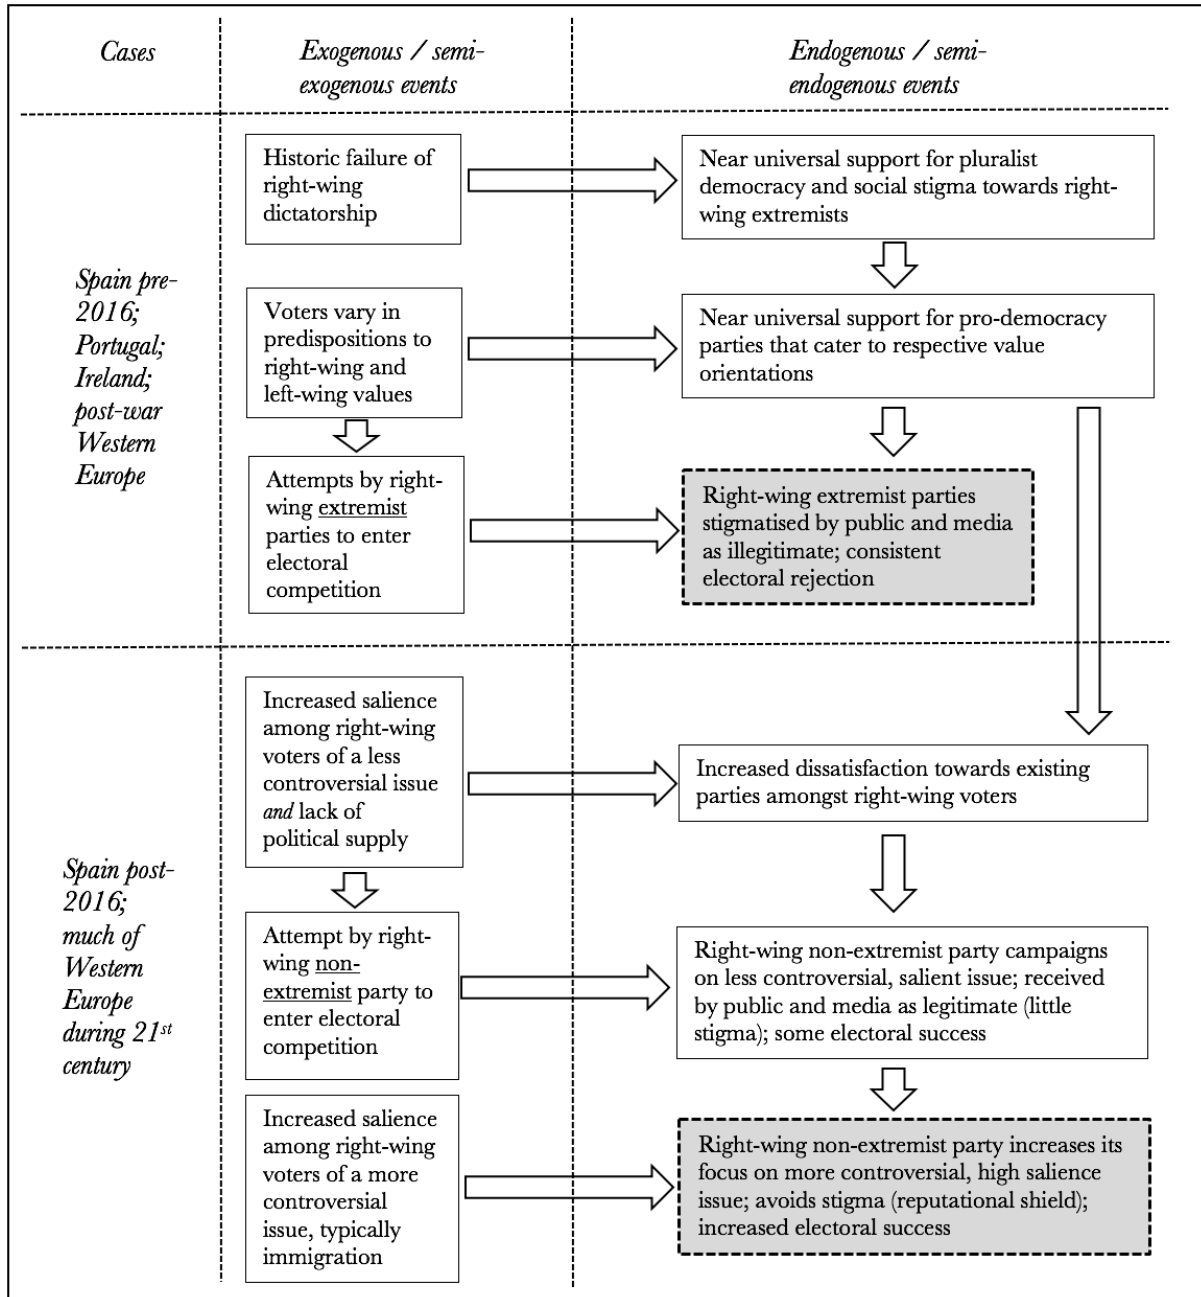 Cases
Exogenous / semi-
exogenous events
Endogenous / semi-
endogenous events
Spain pre-
2016;
Portugal;
Ireland;
post-war
Western
Europe
Historic failure of
right-wing
dictatorship
Near universal support for pluralist
democracy and social stigma towards right-
wing extremists
Voters vary in
predispositions to
right-wing and
left-wing values
Near universal support for pro-democracy
parties that cater to respective value
orientations
Attempts by right-
wing extremist
parties to enter
electoral
competition
Right-wing extremist parties
stigmatised by public and media
as illegitimate; consistent
electoral rejection
Spain post-
2016;
much of
Western
Europe
during 21st
century
Increased salience
among right-wing
voters of a less
controversial issue
and lack of
political supply
Increased dissatisfaction towards existing
parties amongst right-wing voters
Attempt by right-
wing non-
extremist party to
enter electoral
competition
Right-wing non-extremist party campaigns
on less controversial, salient issue; received
by public and media as legitimate (little
stigma); some electoral success
Increased salience
among right-wing
voters of a more
controversial
issue, typically
immigration
Right-wing non-extremist party increases its
focus on more controversial, high salience
issue; avoids stigma (reputational shield);
increased electoral success